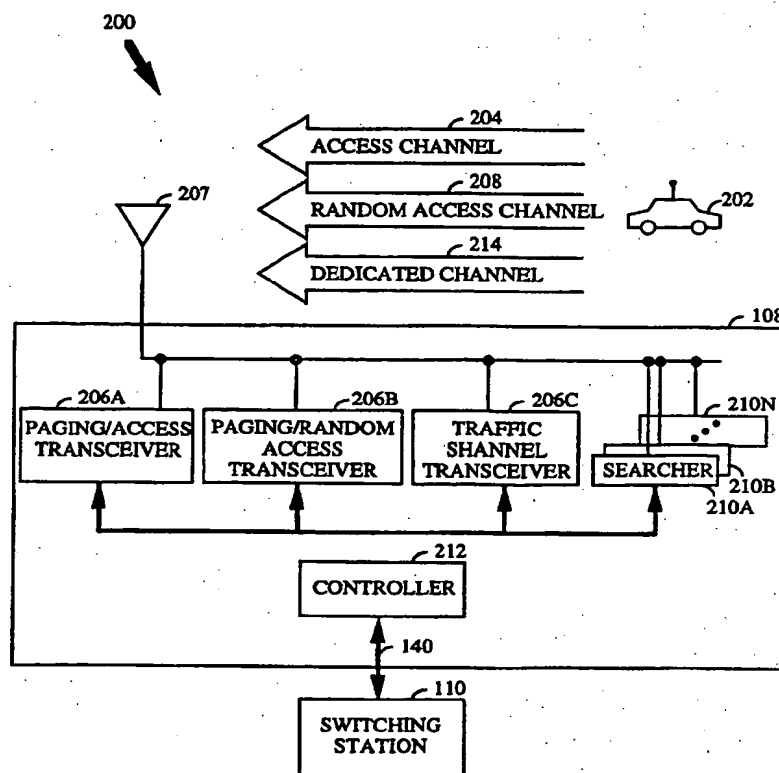 200
204
ACCESS CHANNEL
208
RANDOM ACCESS CHANNEL
214
DEDICATED CHANNEL
207
202
108
206A
PAGING/ACCESS
TRANSCEIVER
206B
PAGING/RANDOM
ACCESS
TRANSCEIVER
206C
TRAFFIC
SHANNEL
TRANSCEIVER
210N
SEARCHER
210B
210A
212
CONTROLLER
140
110
SWITCHING
STATION